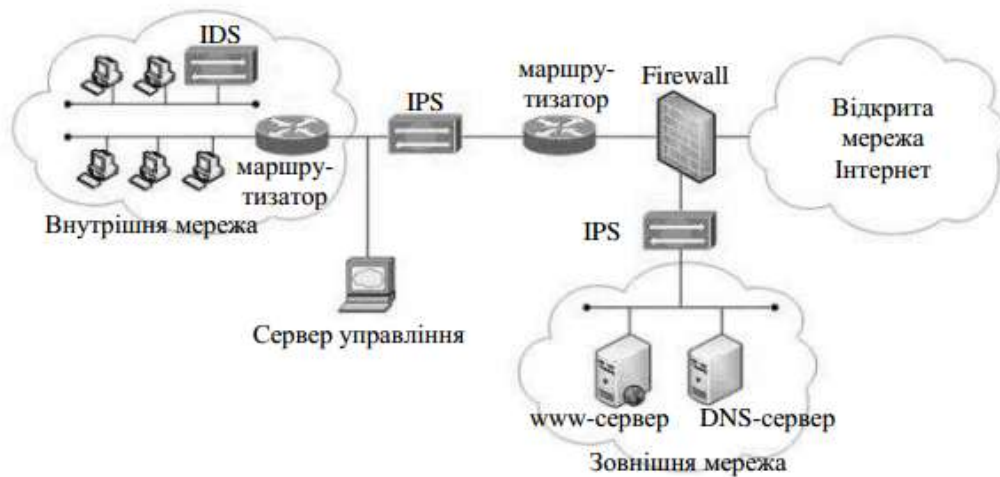 IDS
IPS
маршру-
тизатор
Firewall
Відкрита
мережа
Інтернет
маршру-
тизатор
Внутрішня мережа
IPS
Сервер управління
www-сервер
DNS-сервер
Зовнішня мережа